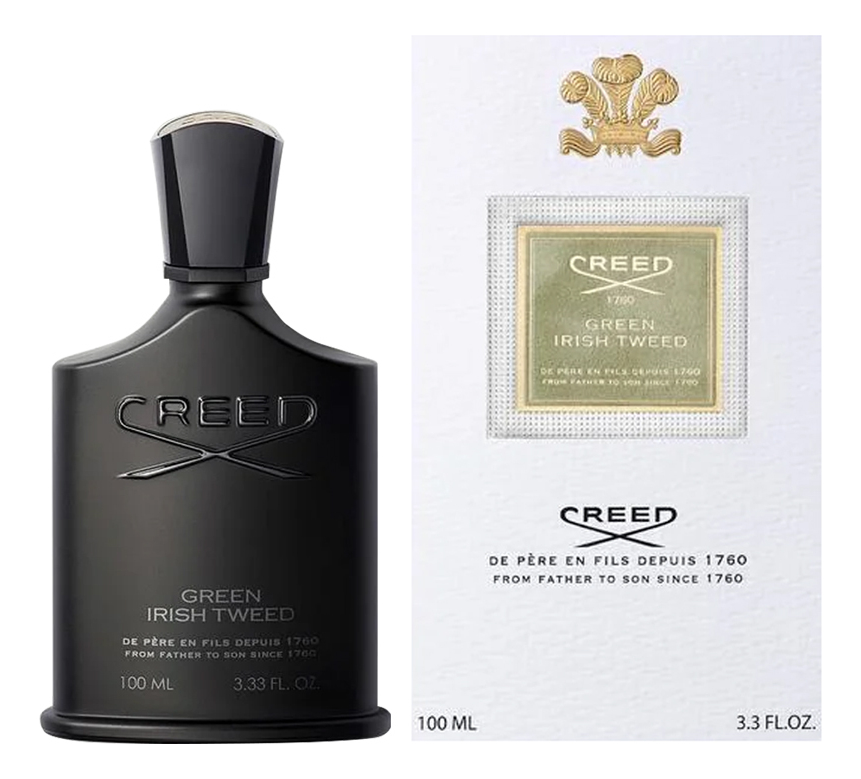 CREED
GREEN
IRISH TWEED
DE PÈRE EN FILS DEPUIS 1760
FROM FATHER TO SON SINCE 1760
100 ML 3.33 FL. OZ.
CREED
1760
GREEN
IRISH TWEED
DE PÈRE EN FILS DEPUIS 1760
FROM FATHER TO SON SINCE 1760
CREED
DE PÈRE EN FILS DEPUIS 1760
FROM FATHER TO SON SINCE 1760
100 ML 3.3 FL.OZ.